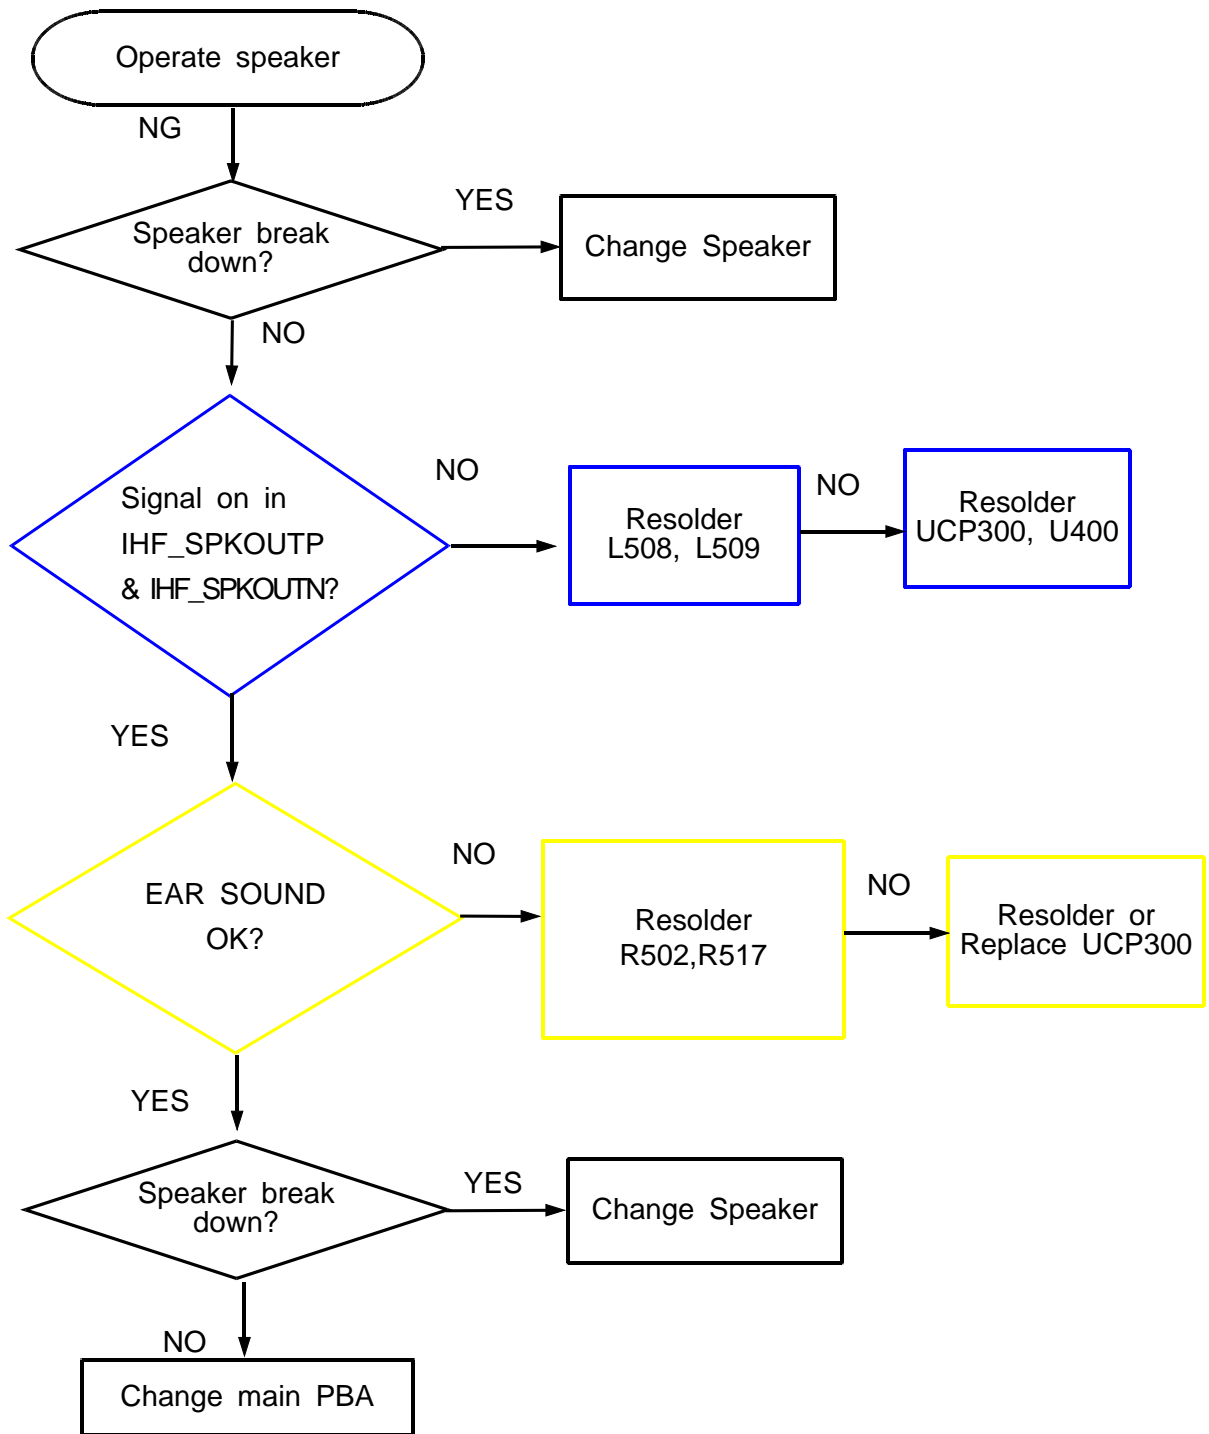 Operate speaker
NG
Speaker break
down?
YES
Change Speaker
NO
Signal on in
IHF_SPKOUTP
& IHF_SPKOUTN?
NO
Resolder
L508, L509
NO
Resolder
UCP300, U400
YES
EAR SOUND
OK?
NO
Resolder
R502,R517
NO
Resolder or
Replace UCP300
YES
Speaker break
down?
YES
Change Speaker
NO
Change main PBA